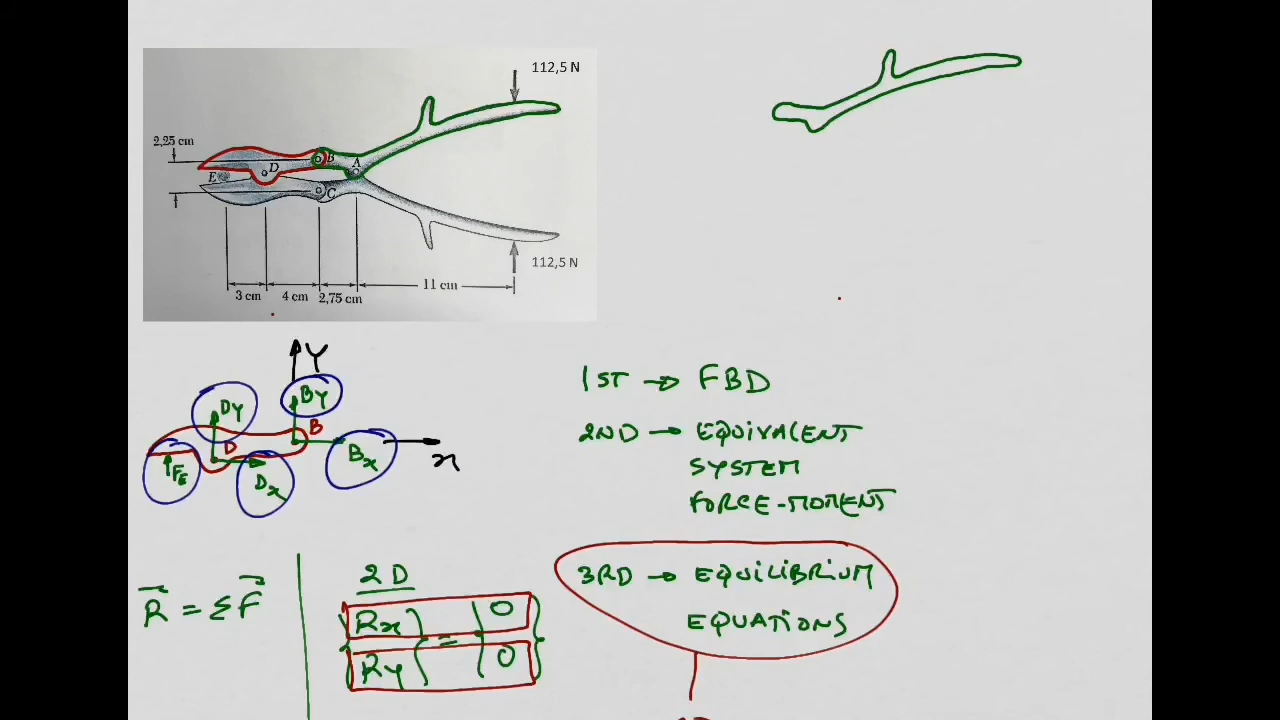 112,5 N
2,25 cm
B
A
D
E
C
112,5 N
3 cm 4 cm 2,75 cm 11 cm
Y
DY BY
B
D
FE Dx Bx x
1ST → FBD
2ND → EQUIVALENT
SYSTEM
FORCE-MOMENT
3RD → EQUILIBRIUM
EQUATIONS
R = ΣF
2D
Rx = 0
Ry 0